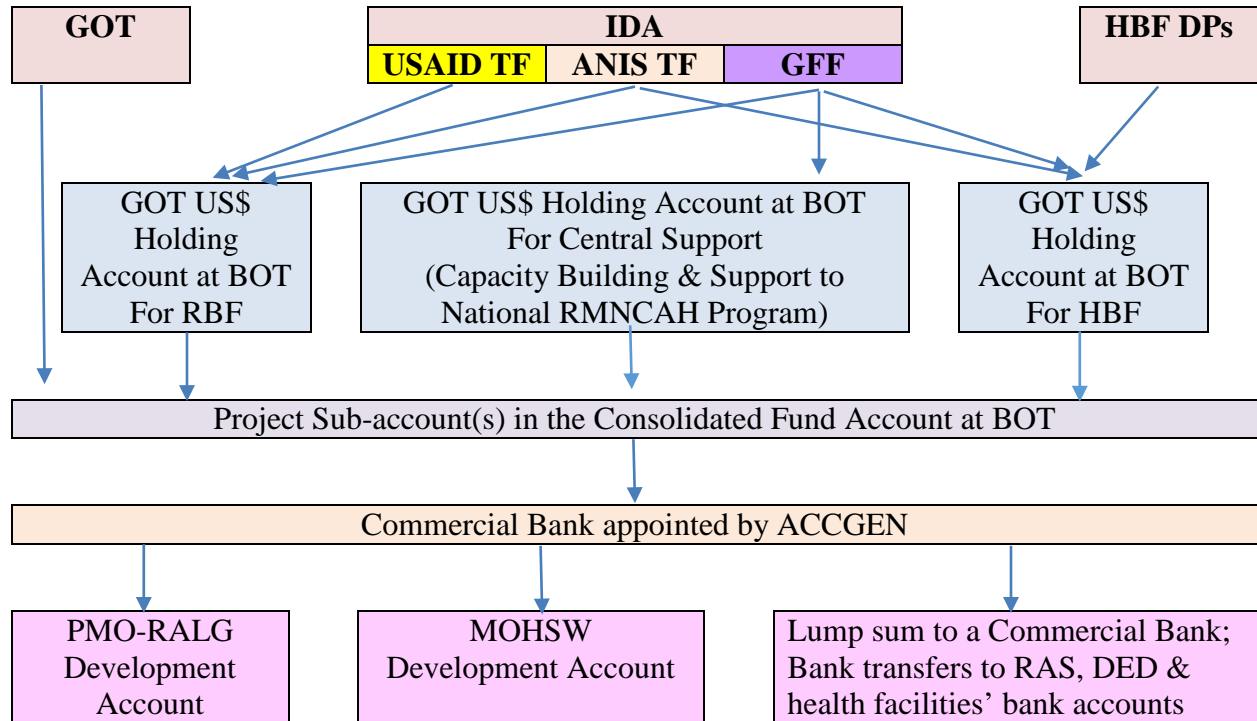 GOT
IDA
HBF DPs
USAID TF
ANIS TF
GFF
GOT US$
Holding
Account at BOT
For RBF
GOT US$ Holding Account at BOT
For Central Support
(Capacity Building & Support to
National RMNCAH Program)
GOT US$
Holding
Account at BOT
For HBF
Project Sub-account(s) in the Consolidated Fund Account at BOT
Commercial Bank appointed by ACCGEN
PMO-RALG
Development
Account
MOHSW
Development Account
Lump sum to a Commercial Bank;
Bank transfers to RAS, DED &
health facilities’ bank accounts